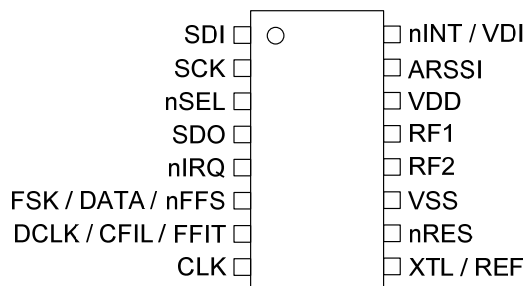 SDI nINT / VDI
SCK ARSSI
nSEL VDD
SDO RF1
nIRQ RF2
FSK / DATA / nFFS VSS
DCLK / CFIL / FFIT nRES
CLK XTL / REF